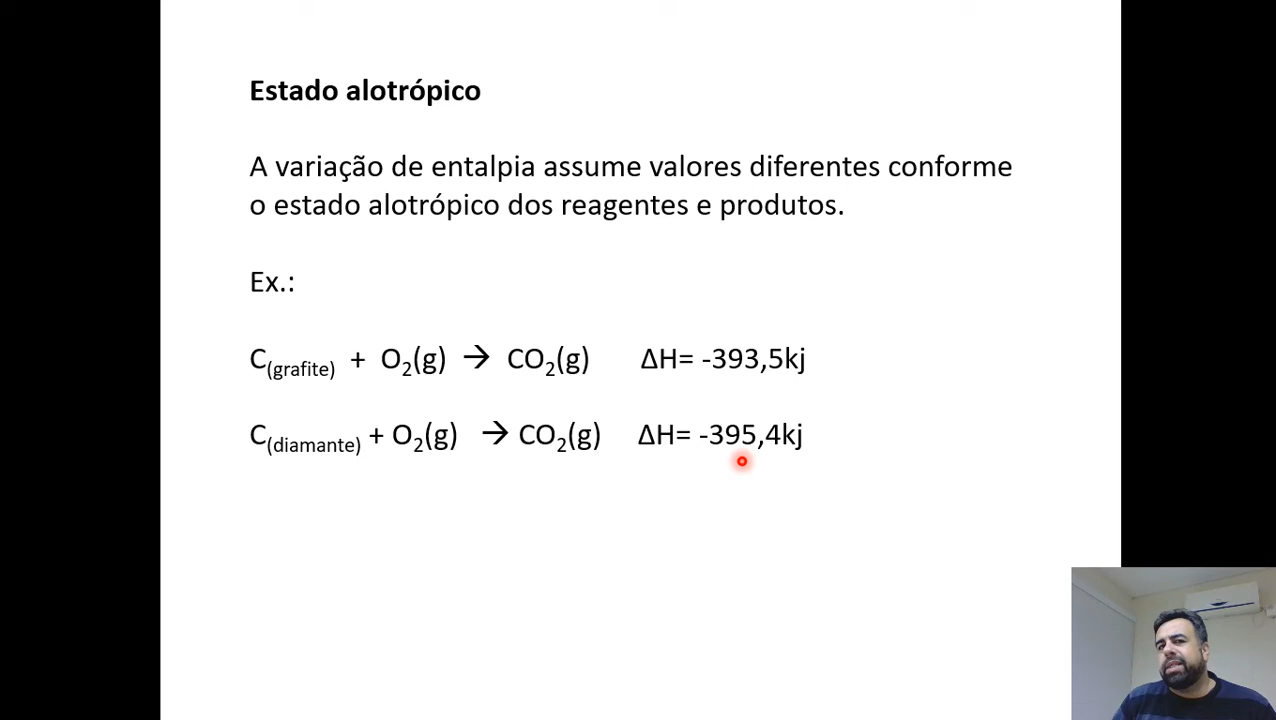 Estado alotrópico
A variação de entalpia assume valores diferentes conforme
o estado alotrópico dos reagentes e produtos.
Ex.:
C(grafite) + O₂(g) → CO₂(g) ΔH= -393,5kj
C(diamante) + O₂(g) → CO₂(g) ΔH= -395,4kj